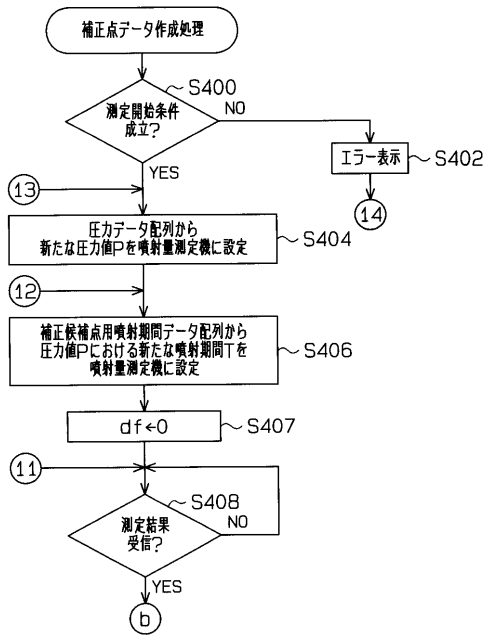 補正点データ作成処理
S400
測定開始条件
成立?
NO
YES
エラー表示
S402
14
13
圧力データ配列から
新たな圧力値Pを噴射量測定機に設定
S404
12
補正候補点用噴射期間データ配列から
圧力値Pにおける新たな噴射期間Tを
噴射量測定機に設定
S406
df←0
S407
11
S408
測定結果
受信?
NO
YES
b